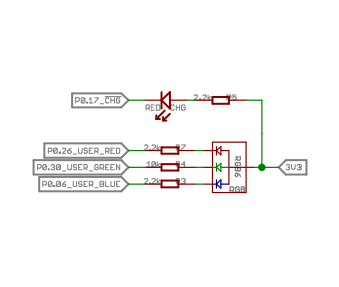 2.2k R5
P0.17_CHG
RED CHG
P0.26_USER_RED 2.2k R7
P0.30_USER_GREEN 10k R4
P0.06_USER_BLUE 2.2k R3
RGB6
RGB
3V3